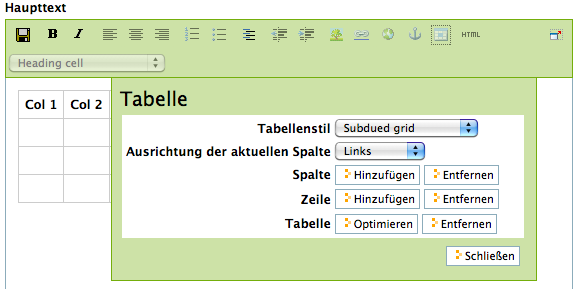 Haupttext
B I HTML
Heading cell
Col 1 Col 2
Tabelle
Tabellenstil Subdued grid
Ausrichtung der aktuellen Spalte Links
Spalte Hinzufügen Entfernen
Zeile Hinzufügen Entfernen
Tabelle Optimieren Entfernen
Schließen